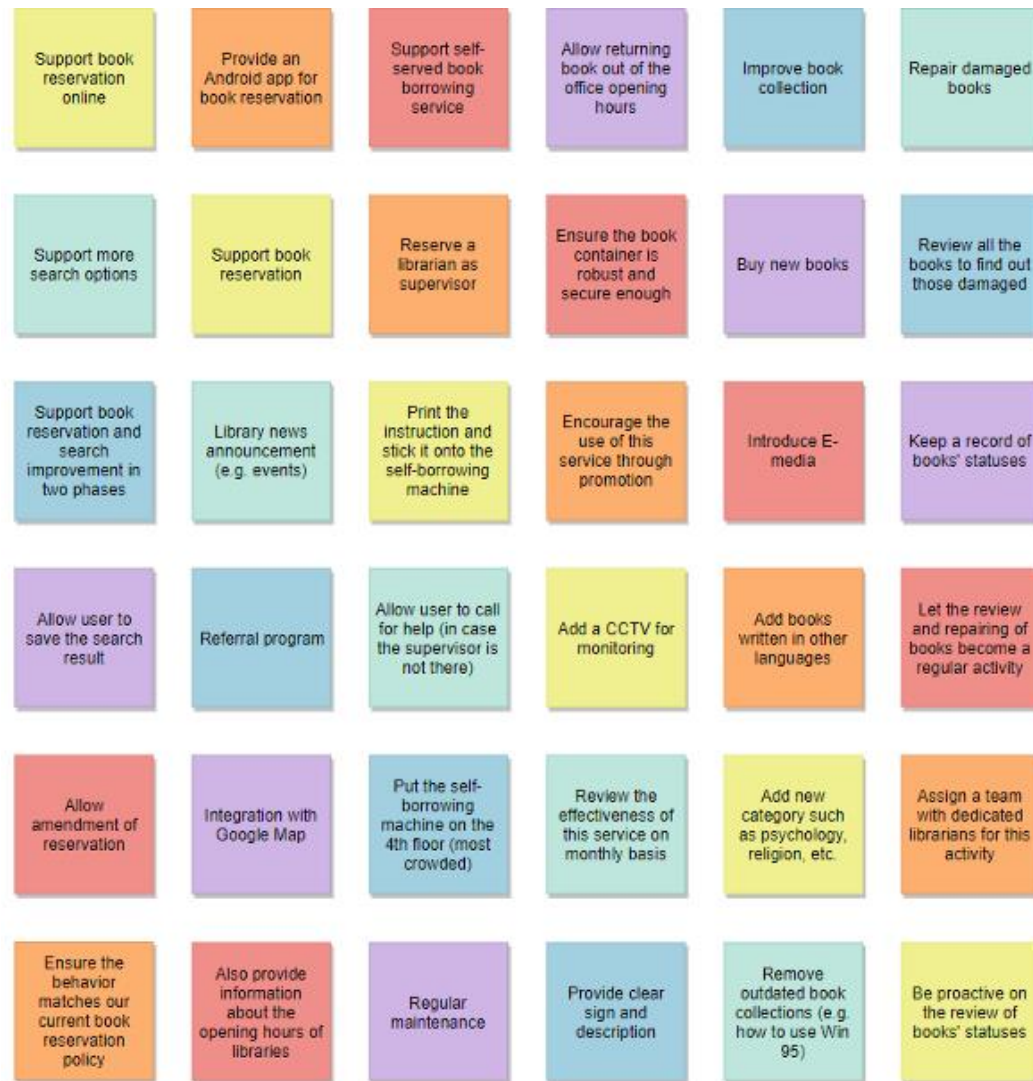 Support book
reservation
online
Provide an
Android app for
book reservation
Support self-
served book
borrowing
service
Allow returning
book out of the
office opening
hours
Improve book
collection
Repair damaged
books
Support more
search options
Support book
reservation
Reserve a
librarian as
supervisor
Ensure the book
container is
robust and
secure enough
Buy new books
Review all the
books to find out
those damaged
Support book
reservation and
search
improvement in
two phases
Library news
announcement
(e.g. events)
Print the
instruction and
stick it onto the
self-borrowing
machine
Encourage the
use of this
service through
promotion
Introduce E-
media
Keep a record of
books' statuses
Allow user to
save the search
result
Referral program
Allow user to call
for help (in case
the supervisor is
not there)
Add a CCTV for
monitoring
Add books
written in other
languages
Let the review
and repairing of
books become a
regular activity
Allow
amendment of
reservation
Integration with
Google Map
Put the self-
borrowing
machine on the
4th floor (most
crowded)
Review the
effectiveness of
this service on
monthly basis
Add new
category such
as psychology,
religion, etc.
Assign a team
with dedicated
librarians for this
activity
Ensure the
behavior
matches our
current book
reservation
policy
Also provide
information
about the
opening hours of
libraries
Regular
maintenance
Provide clear
sign and
description
Remove
outdated book
collections (e.g.
how to use Win
95)
Be proactive on
the review of
books' statuses